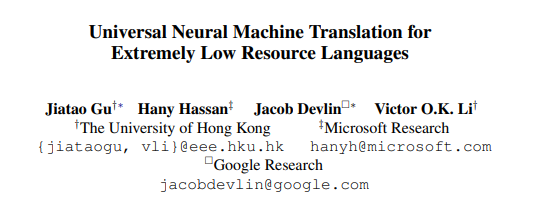 Universal Neural Machine Translation for
Extremely Low Resource Languages
Jiatao Gu†* Hany Hassan‡ Jacob Devlin□* Victor O.K. Li†
†The University of Hong Kong ‡Microsoft Research
{jiataogu, vli}@eee.hku.hk hanyh@microsoft.com
□Google Research
jacobdevlin@google.com